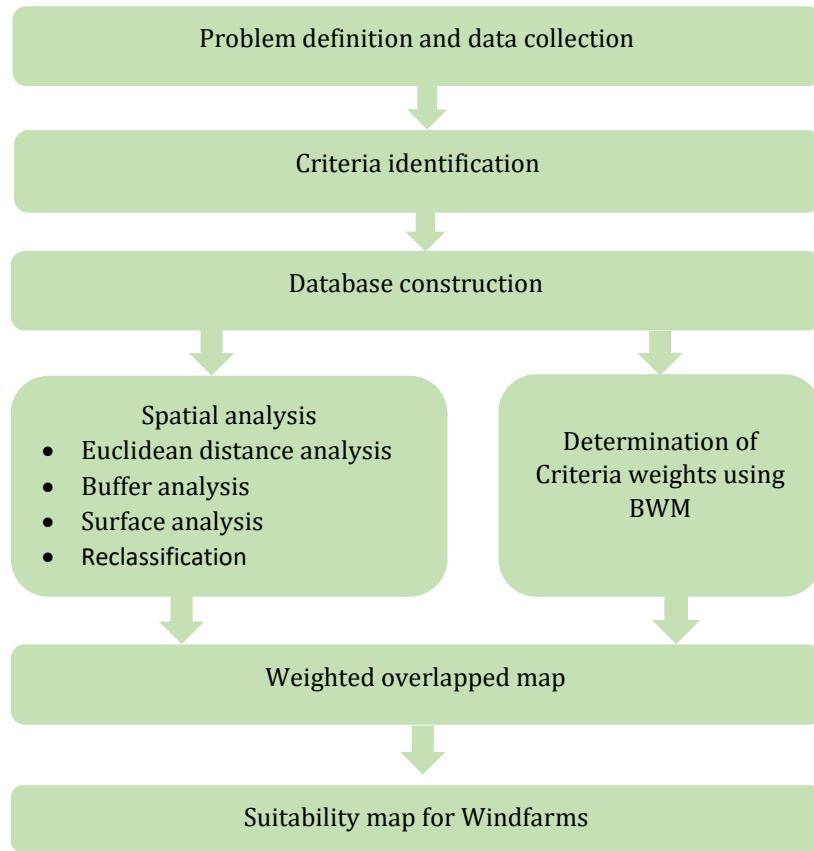 Problem definition and data collection
Criteria identification
Database construction
Spatial analysis
• Euclidean distance analysis
• Buffer analysis
• Surface analysis
• Reclassification
Determination of
Criteria weights using
BWM
Weighted overlapped map
Suitability map for Windfarms